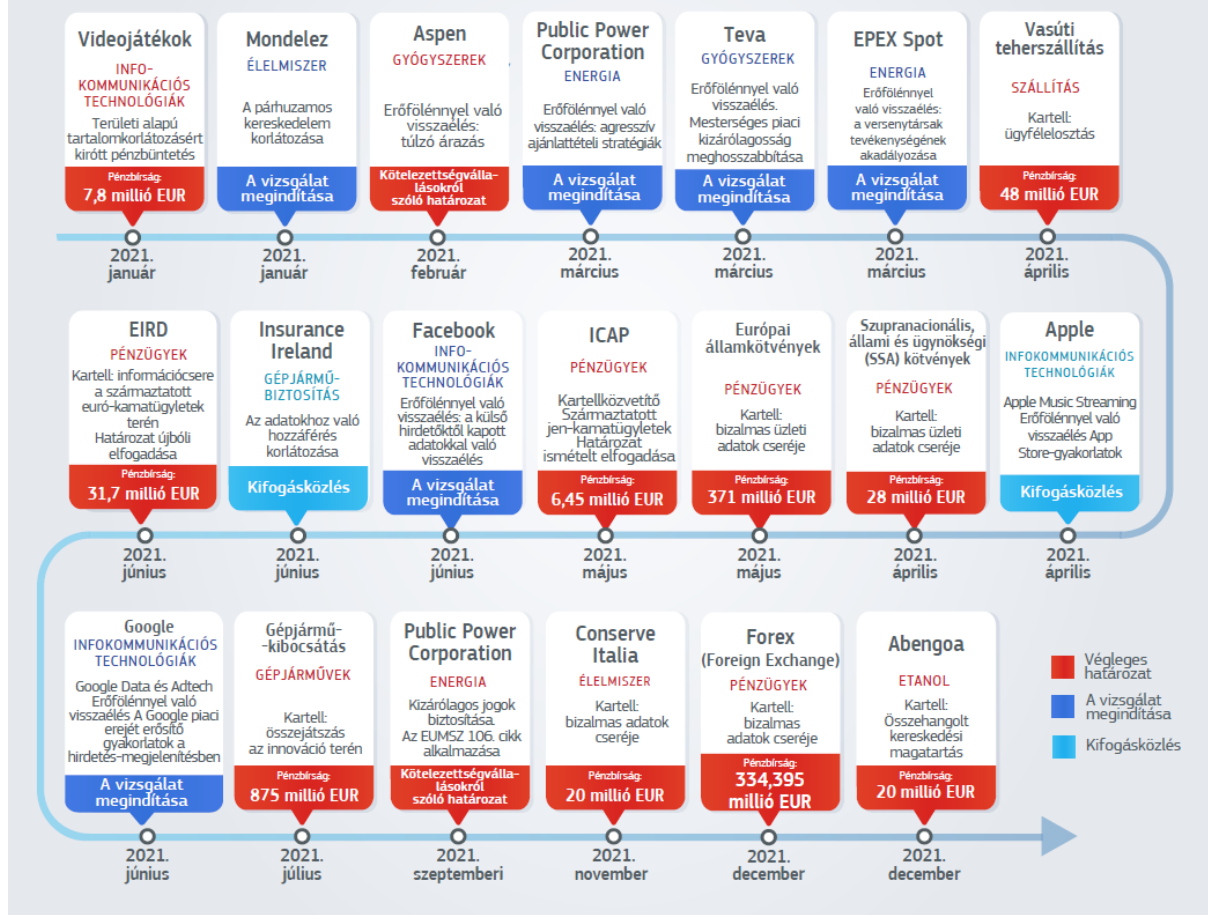 Videojátékok
INFO-
KOMMUNIKÁCIÓS
TECHNOLÓGIÁK
Területi alapú
tartalomkorlátozásért
kirótt pénzbüntetés
Pénzbírság:
7,8 millió EUR
2021.
január
Mondelez
ÉLELMISZER
A párhuzamos
kereskedelem
korlátozása
A vizsgálat
megindítása
2021.
január
Aspen
GYÓGYSZEREK
Erőfölénnyel való
visszaélés:
túlzó árazás
Kötelezettségválla-
lásokról
szóló határozat
2021.
február
Public Power
Corporation
ENERGIA
Erőfölénnyel való
visszaélés: agresszív
ajánlattételi stratégiák
A vizsgálat
megindítása
2021.
március
Teva
GYÓGYSZEREK
Erőfölénnyel való
visszaélés.
Mesterséges piaci
kizárólagosság
meghosszabbítása
A vizsgálat
megindítása
2021.
március
EPEX Spot
ENERGIA
Erőfölénnyel
való visszaélés:
a versenytársak
tevékenységének
akadályozása
A vizsgálat
megindítása
2021.
március
Vasúti
teherszállítás
SZÁLLÍTÁS
Kartell:
ügyfélelosztás
Pénzbírság:
48 millió EUR
2021.
április
EIRD
PÉNZÜGYEK
Kartell: információcsere
a származtatott
euró-kamatügyletek
terén
Határozat újbóli
elfogadása
Pénzbírság:
31,7 millió EUR
2021.
június
Insurance
Ireland
GÉPJÁRMŰ-
BIZTOSÍTÁS
Az adatokhoz való
hozzáférés
korlátozása
Kifogásközlés
2021.
június
Facebook
INFO-
KOMMUNIKÁCIÓS
TECHNOLÓGIÁK
Erőfölénnyel való
visszaélés: a külső
hirdetőktől kapott
adatokkal való
visszaélés
A vizsgálat
megindítása
2021.
június
ICAP
PÉNZÜGYEK
Kartellközvetítő
Származtatott
jen-kamatügyletek
Határozat
ismételt elfogadása
Pénzbírság:
6,45 millió EUR
2021.
május
Európai
államkötvények
PÉNZÜGYEK
Kartell:
bizalmas üzleti
adatok cseréje
Pénzbírság:
371 millió EUR
2021.
május
Szupranacionális,
állami és ügynökségi
(SSA) kötvények
PÉNZÜGYEK
Kartell:
bizalmas üzleti
adatok cseréje
Pénzbírság:
28 millió EUR
2021.
április
Apple
INFOKOMMUNIKÁCIÓS
TECHNOLÓGIÁK
Apple Music Streaming
Erőfölénnyel való
visszaélés App
Store-gyakorlatok
Kifogásközlés
2021.
április
Google
INFOKOMMUNIKÁCIÓS
TECHNOLÓGIÁK
Google Data és Adtech
Erőfölénnyel való
visszaélés A Google piaci
erejét erősítő
gyakorlatok a
hirdetés-megjelenítésben
A vizsgálat
megindítása
2021.
június
Gépjármű-
-kibocsátás
GÉPJÁRMŰVEK
Kartell:
összejátszás
az innováció terén
Pénzbírság:
875 millió EUR
2021.
július
Public Power
Corporation
ENERGIA
Kizárólagos jogok
biztosítása.
Az EUMSZ 106. cikk
alkalmazása
Kötelezettségválla-
lásokról
szóló határozat
2021.
szeptemberi
Conserve
Italia
ÉLELMISZER
Kartell:
bizalmas adatok
cseréje
Pénzbírság:
20 millió EUR
2021.
november
Forex
(Foreign Exchange)
PÉNZÜGYEK
Kartell:
bizalmas
adatok cseréje
Pénzbírság:
334,395
millió EUR
2021.
december
Abengoa
ETANOL
Kartell:
Összehangolt
kereskedési
magatartás
Pénzbírság:
20 millió EUR
2021.
december
Végleges
határozat
A vizsgálat
megindítása
Kifogásközlés